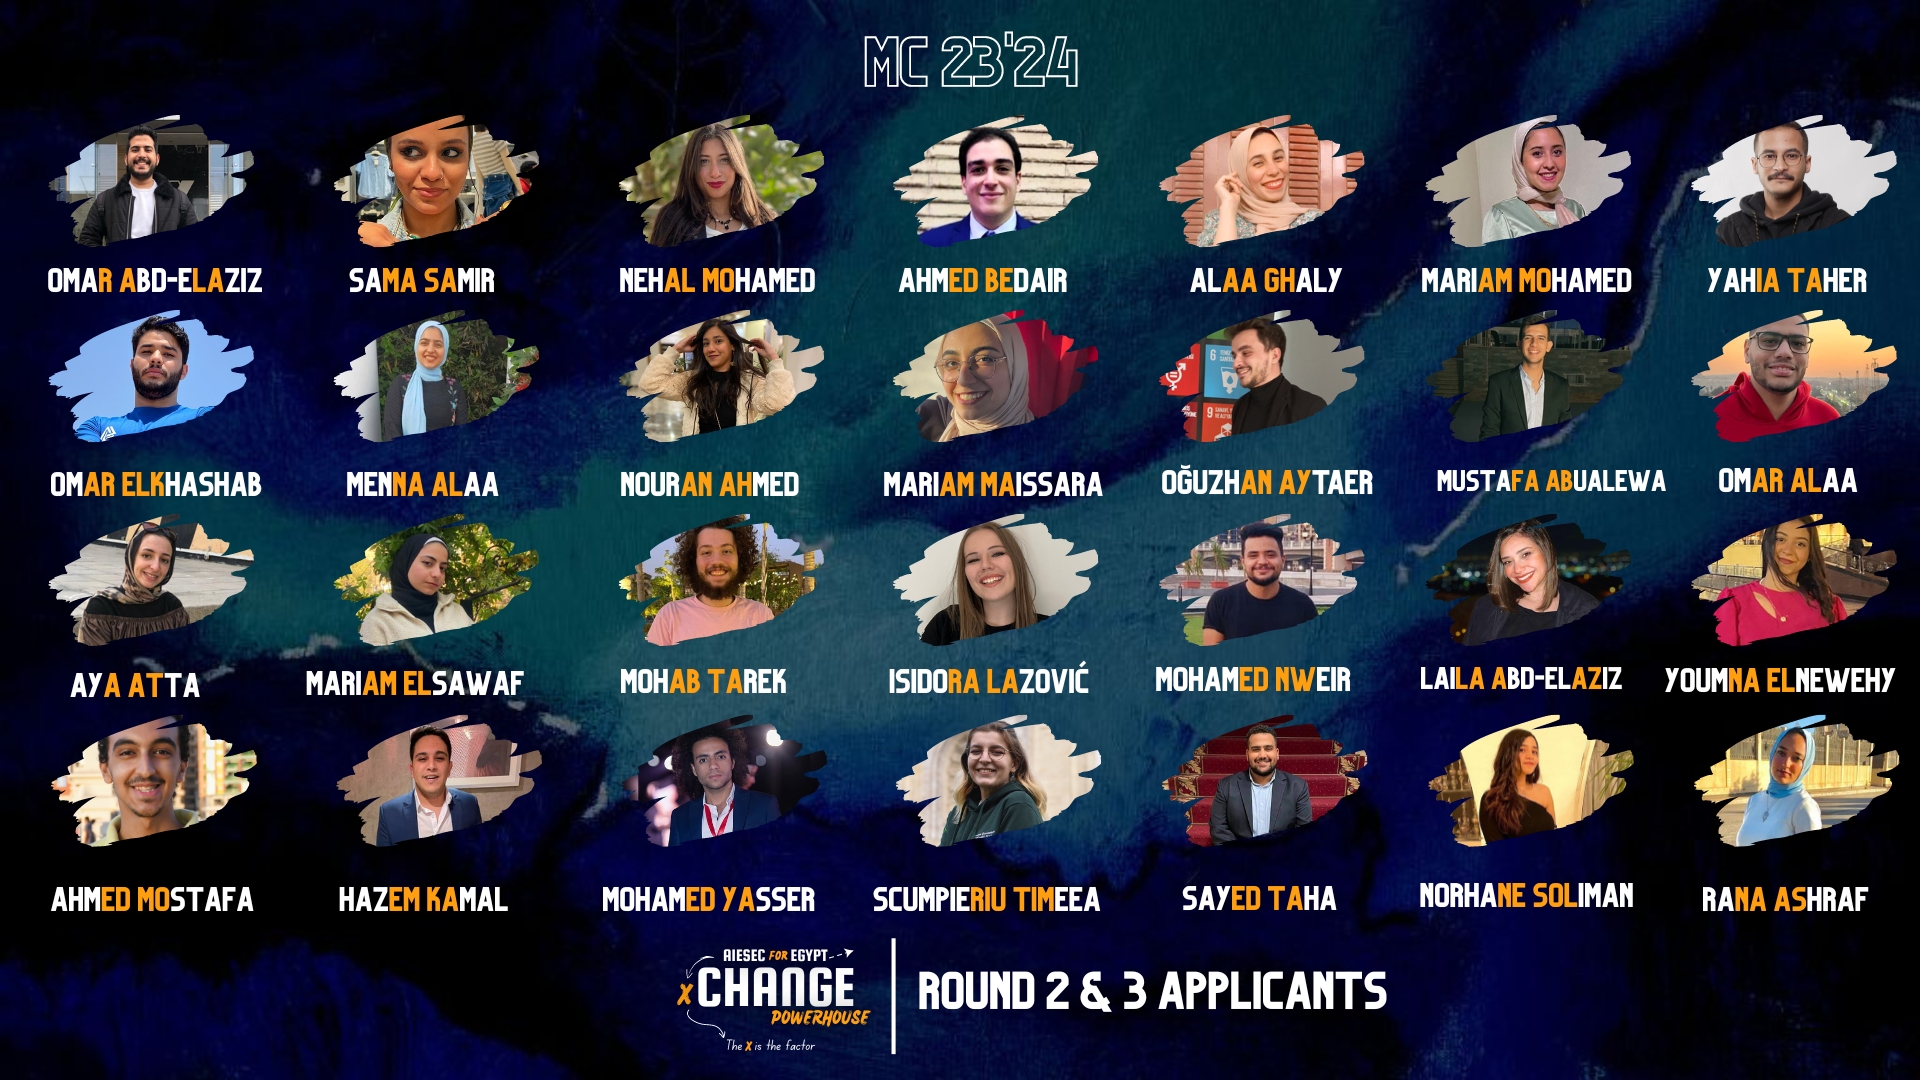 MC 23'24
OMAR ABD-ELAZIZ
SAMA SAMIR
NEHAL MOHAMED
AHMED BEDAIR
ALAA GHALY
MARIAM MOHAMED
YAHIA TAHER
OMAR ELKHASHAB
MENNA ALAA
NOURAN AHMED
MARIAM MAISSARA
OĞUZHAN AYTAER
MUSTAFA ABUALEWA
OMAR ALAA
AYA ATTA
MARIAM ELSAWAF
MOHAB TAREK
ISIDORA LAZOVIĆ
MOHAMED NWEIR
LAILA ABD-ELAZIZ
YOUMNA ELNEWEHY
AHMED MOSTAFA
HAZEM KAMAL
MOHAMED YASSER
SCUMPIERIU TIMEEA
SAYED TAHA
NORHANE SOLIMAN
RANA ASHRAF
AIESEC FOR EGYPT
X CHANGE
POWERHOUSE
The X is the factor
ROUND 2 & 3 APPLICANTS